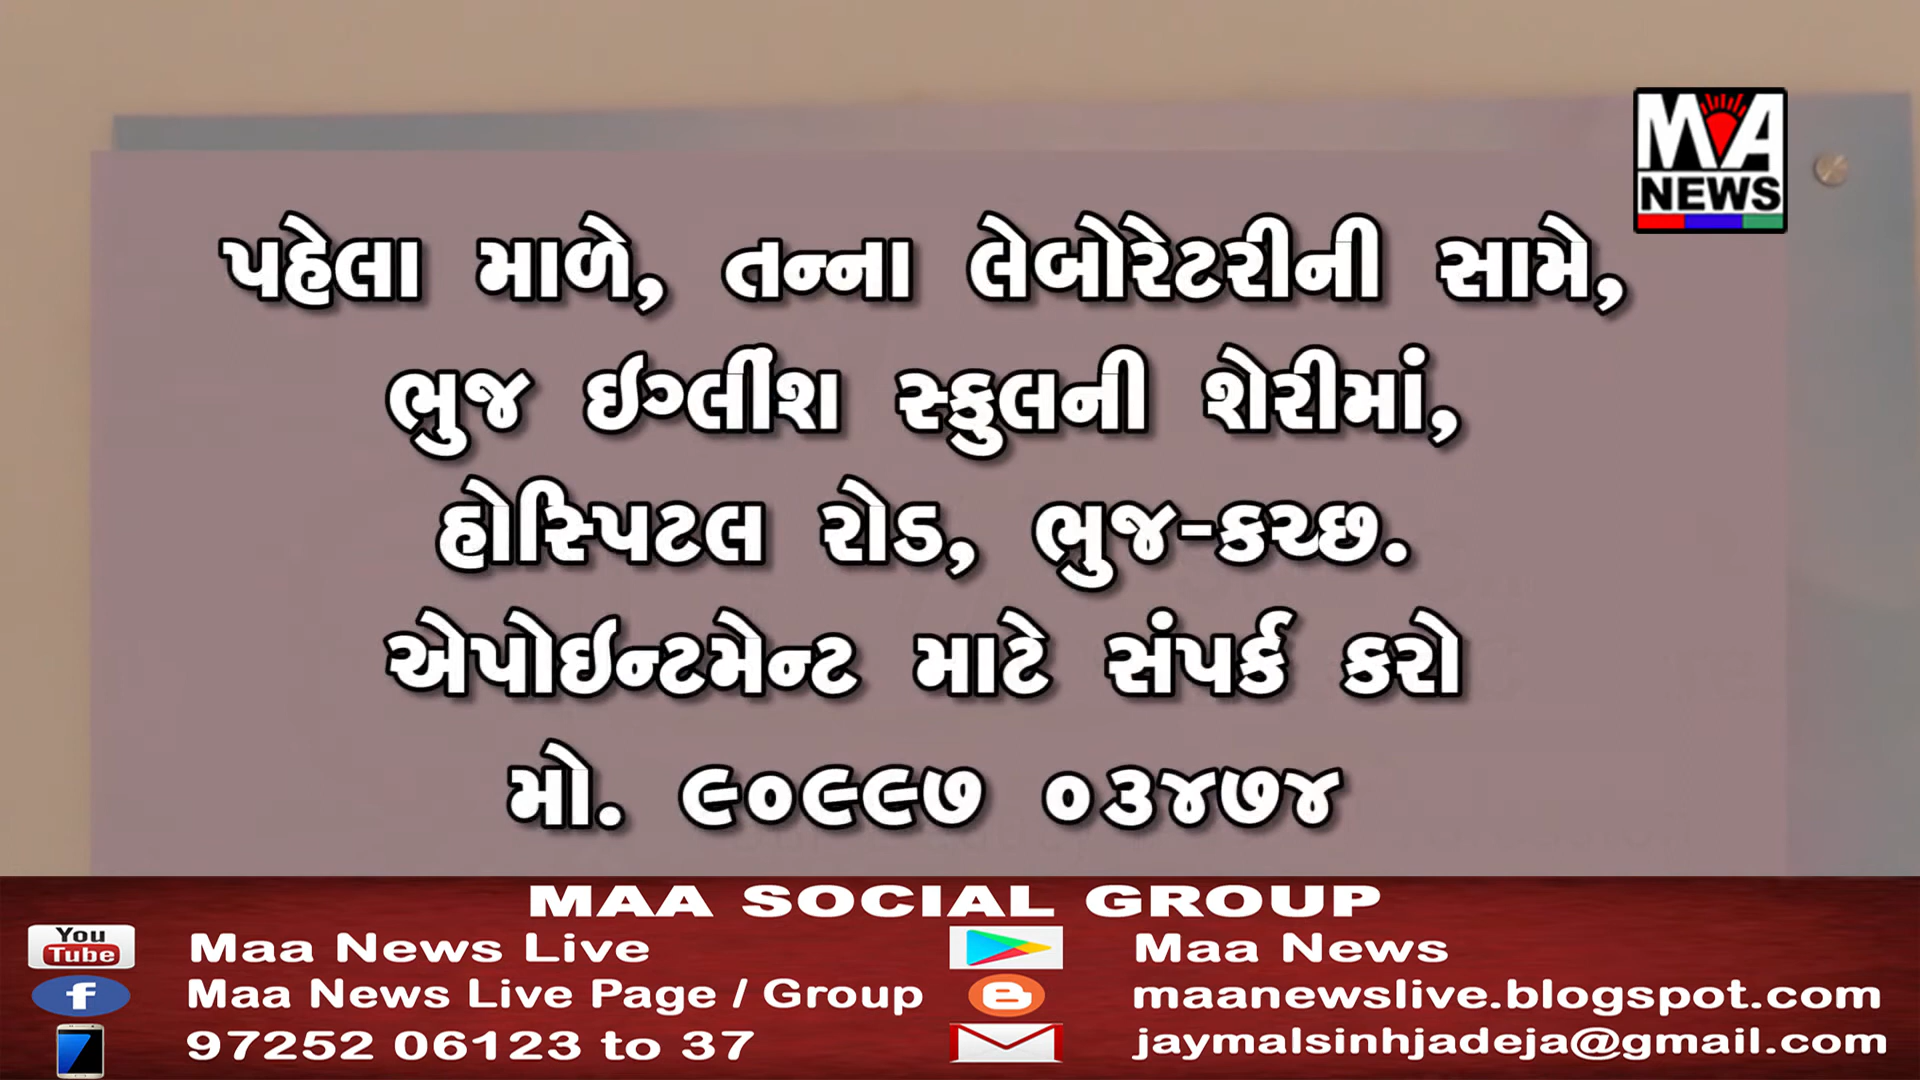 MAA
NEWS
પહેલા માળે, તન્ના લેબોરેટરીની સામે,
ભુજ ઇગ્લીંશ સ્કુલની શેરીમાં,
હોસ્પિટલ રોડ, ભુજ-કચ્છ.
એપોઇન્ટમેન્ટ માટે સંપર્ક કરો
મો. ૯૦૯૯૭ ૦૩૪૭૪
MAA SOCIAL GROUP
You Tube Maa News Live
Maa News
f Maa News Live Page / Group
maanewslive.blogspot.com
97252 06123 to 37
jaymalsinhjadeja@gmail.com